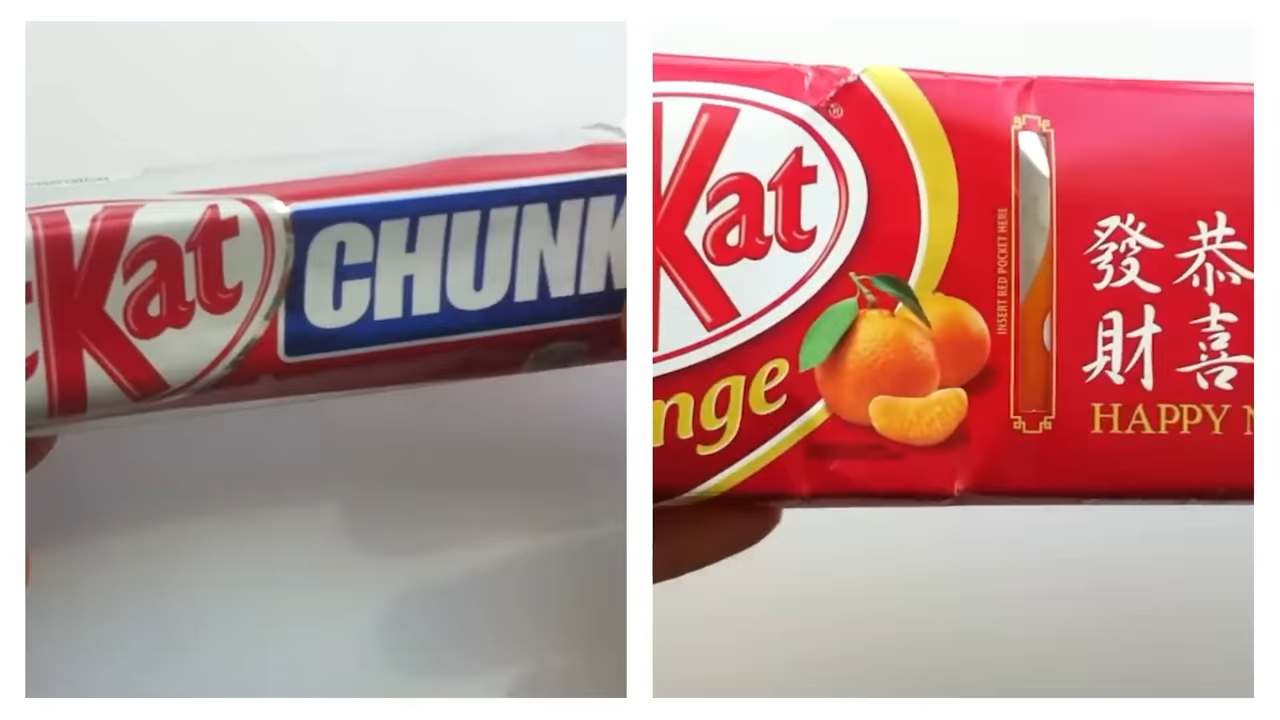 Kat
CHUNK
Kat®
nge
INSERT RED POCKET HERE
恭喜
發財
HAPPY N